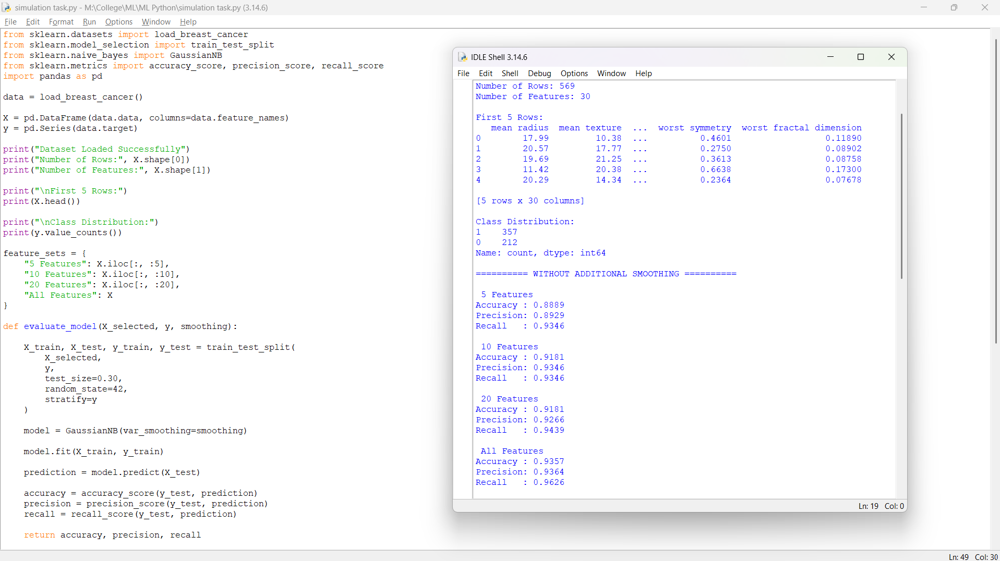 simulation task.py - M:\College\ML\ML Python\simulation task.py (3.14.6)
File Edit Format Run Options Window Help
from sklearn.datasets import load_breast_cancer
from sklearn.model_selection import train_test_split
from sklearn.naive_bayes import GaussianNB
from sklearn.metrics import accuracy_score, precision_score, recall_score
import pandas as pd

data = load_breast_cancer()

X = pd.DataFrame(data.data, columns=data.feature_names)
y = pd.Series(data.target)

print("Dataset Loaded Successfully")
print("Number of Rows:", X.shape[0])
print("Number of Features:", X.shape[1])

print("\nFirst 5 Rows:")
print(X.head())

print("\nClass Distribution:")
print(y.value_counts())

feature_sets = {
    "5 Features": X.iloc[:, :5],
    "10 Features": X.iloc[:, :10],
    "20 Features": X.iloc[:, :20],
    "All Features": X
}

def evaluate_model(X_selected, y, smoothing):

    X_train, X_test, y_train, y_test = train_test_split(
        X_selected,
        y,
        test_size=0.30,
        random_state=42,
        stratify=y
    )

    model = GaussianNB(var_smoothing=smoothing)

    model.fit(X_train, y_train)

    prediction = model.predict(X_test)

    accuracy = accuracy_score(y_test, prediction)
    precision = precision_score(y_test, prediction)
    recall = recall_score(y_test, prediction)

    return accuracy, precision, recall
Ln: 49 Col: 30
IDLE Shell 3.14.6
File Edit Shell Debug Options Window Help
Number of Rows: 569
Number of Features: 30

First 5 Rows:
   mean radius  mean texture  ...  worst symmetry  worst fractal dimension
0        17.99         10.38  ...          0.4601                  0.11890
1        20.57         17.77  ...          0.2750                  0.08902
2        19.69         21.25  ...          0.3613                  0.08758
3        11.42         20.38  ...          0.6638                  0.17300
4        20.29         14.34  ...          0.2364                  0.07678

[5 rows x 30 columns]

Class Distribution:
1    357
0    212
Name: count, dtype: int64

========== WITHOUT ADDITIONAL SMOOTHING ==========

 5 Features
Accuracy : 0.8889
Precision: 0.8929
Recall   : 0.9346

 10 Features
Accuracy : 0.9181
Precision: 0.9346
Recall   : 0.9346

 20 Features
Accuracy : 0.9181
Precision: 0.9266
Recall   : 0.9439

 All Features
Accuracy : 0.9357
Precision: 0.9364
Recall   : 0.9626
Ln: 19 Col: 0